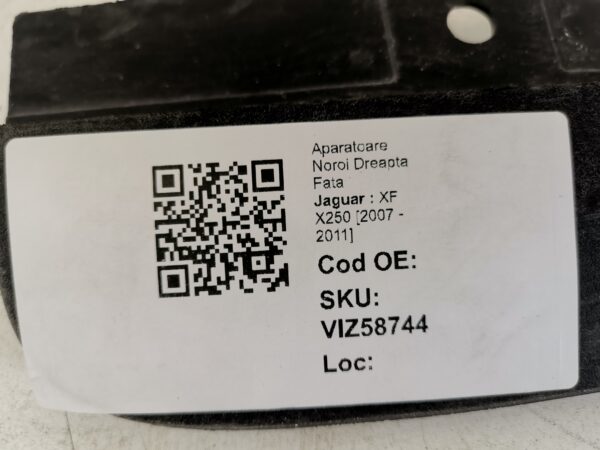 Aparatoare
Noroi Dreapta
Fata
Jaguar : XF
X250 [2007 -
2011]
Cod OE:
SKU:
VIZ58744
Loc: